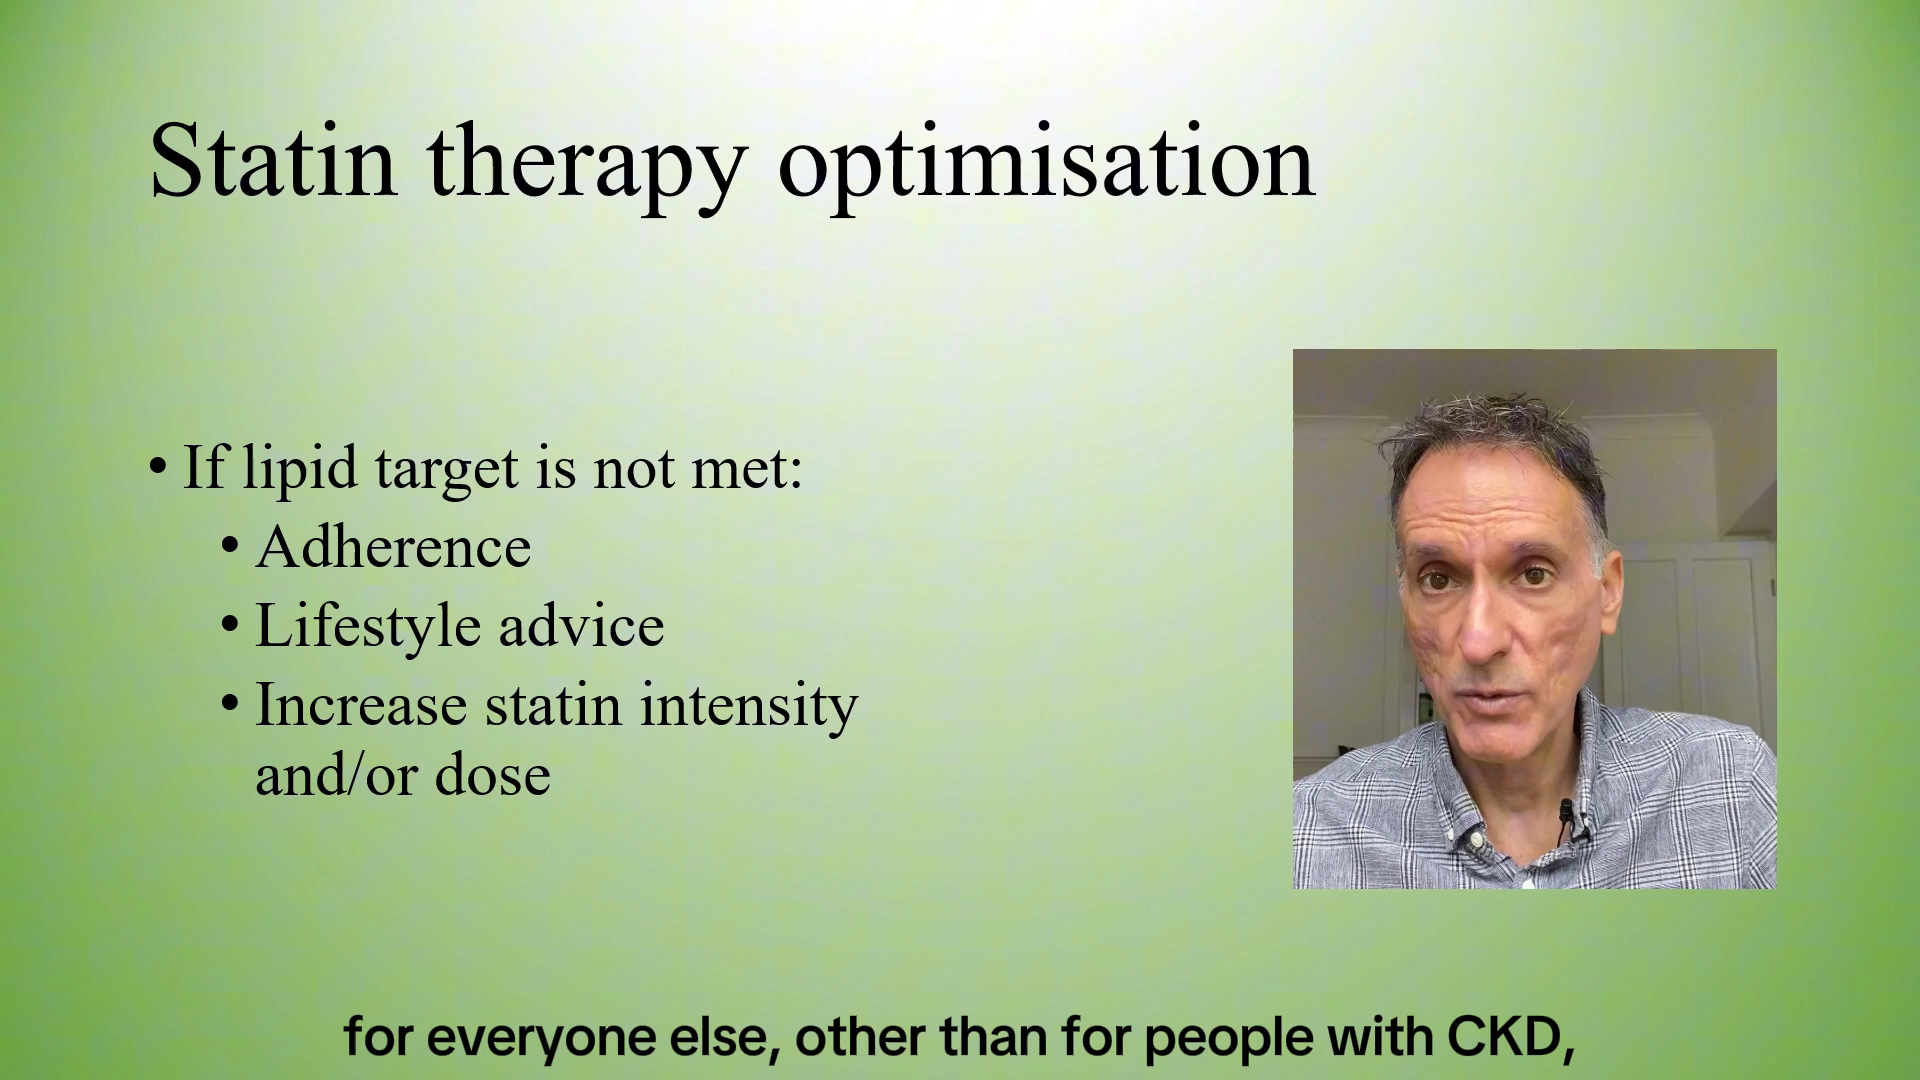 Statin therapy optimisation
• If lipid target is not met:
• Adherence
• Lifestyle advice
• Increase statin intensity
and/or dose
for everyone else, other than for people with CKD,